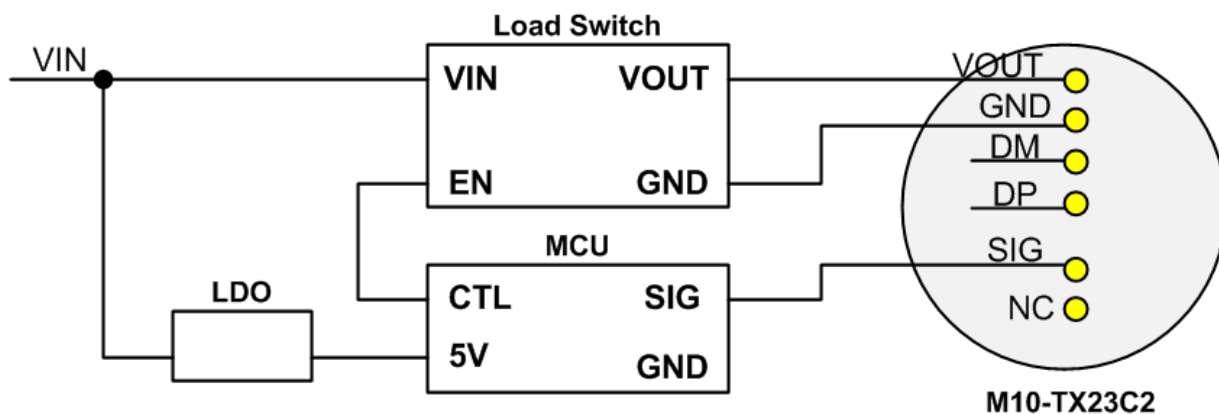 Load Switch
VIN
VIN
VOUT
VOUT
GND
DM
EN
GND
DP
MCU
SIG
LDO
CTL
SIG
NC
5V
GND
M10-TX23C2